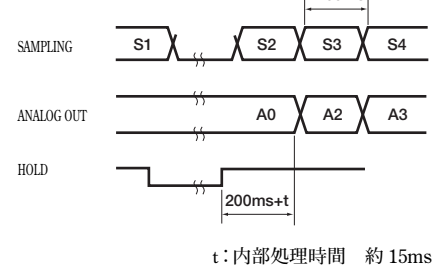 SAMPLING S1 S2 S3 S4
ANALOG OUT A0 A2 A3
HOLD
200ms+t
t:内部処理時間 約 15ms